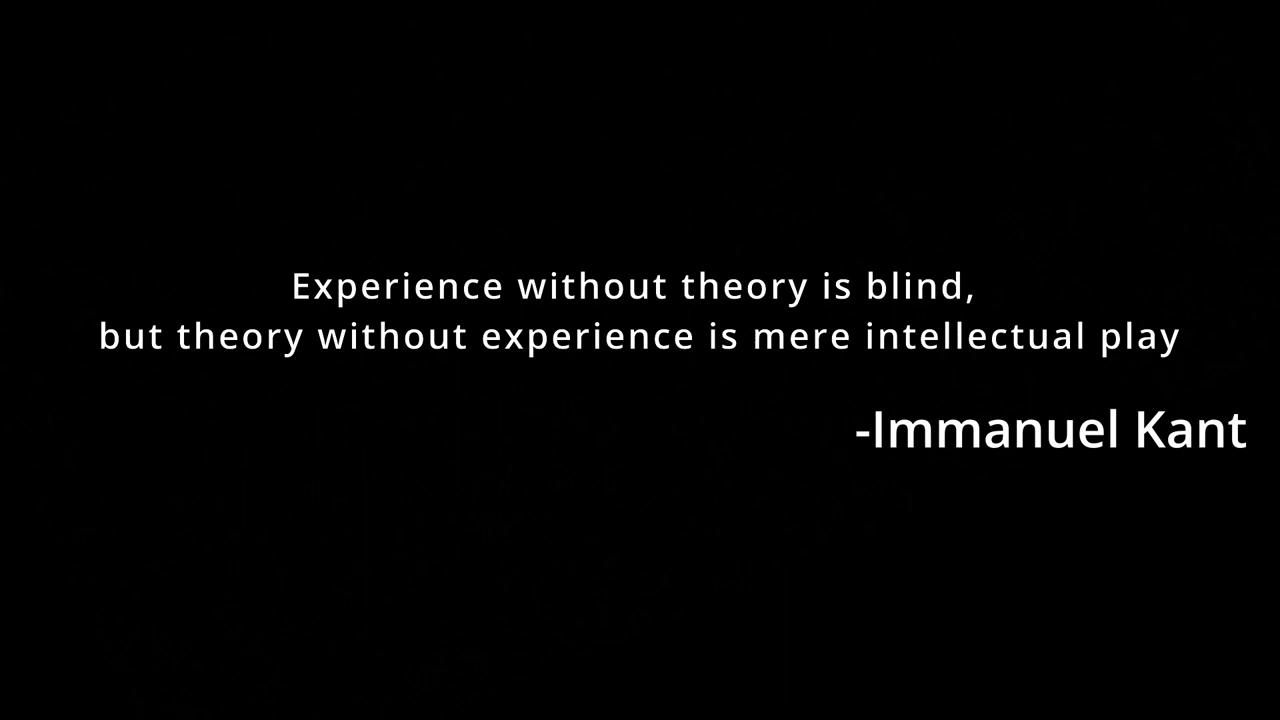 Experience without theory is blind,
but theory without experience is mere intellectual play
-Immanuel Kant